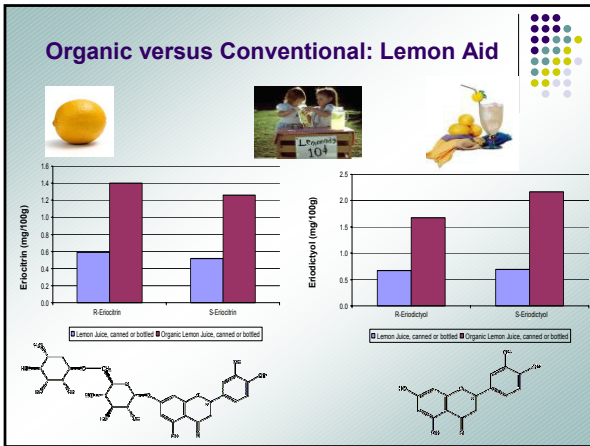 Organic versus Conventional: Lemon Aid
Lemonade
10¢
Eriocitrin (mg/100g)
1.6
1.4
1.2
1.0
0.8
0.6
0.4
0.2
0.0
R-Eriocitrin S-Eriocitrin
Lemon Juice, canned or bottled Organic Lemon Juice, canned or bottled
Eriodictyol (mg/100g)
2.5
2.0
1.5
1.0
0.5
0.0
R-Eriodictyol S-Eriodictyol
Lemon Juice, canned or bottled Organic Lemon Juice, canned or bottled